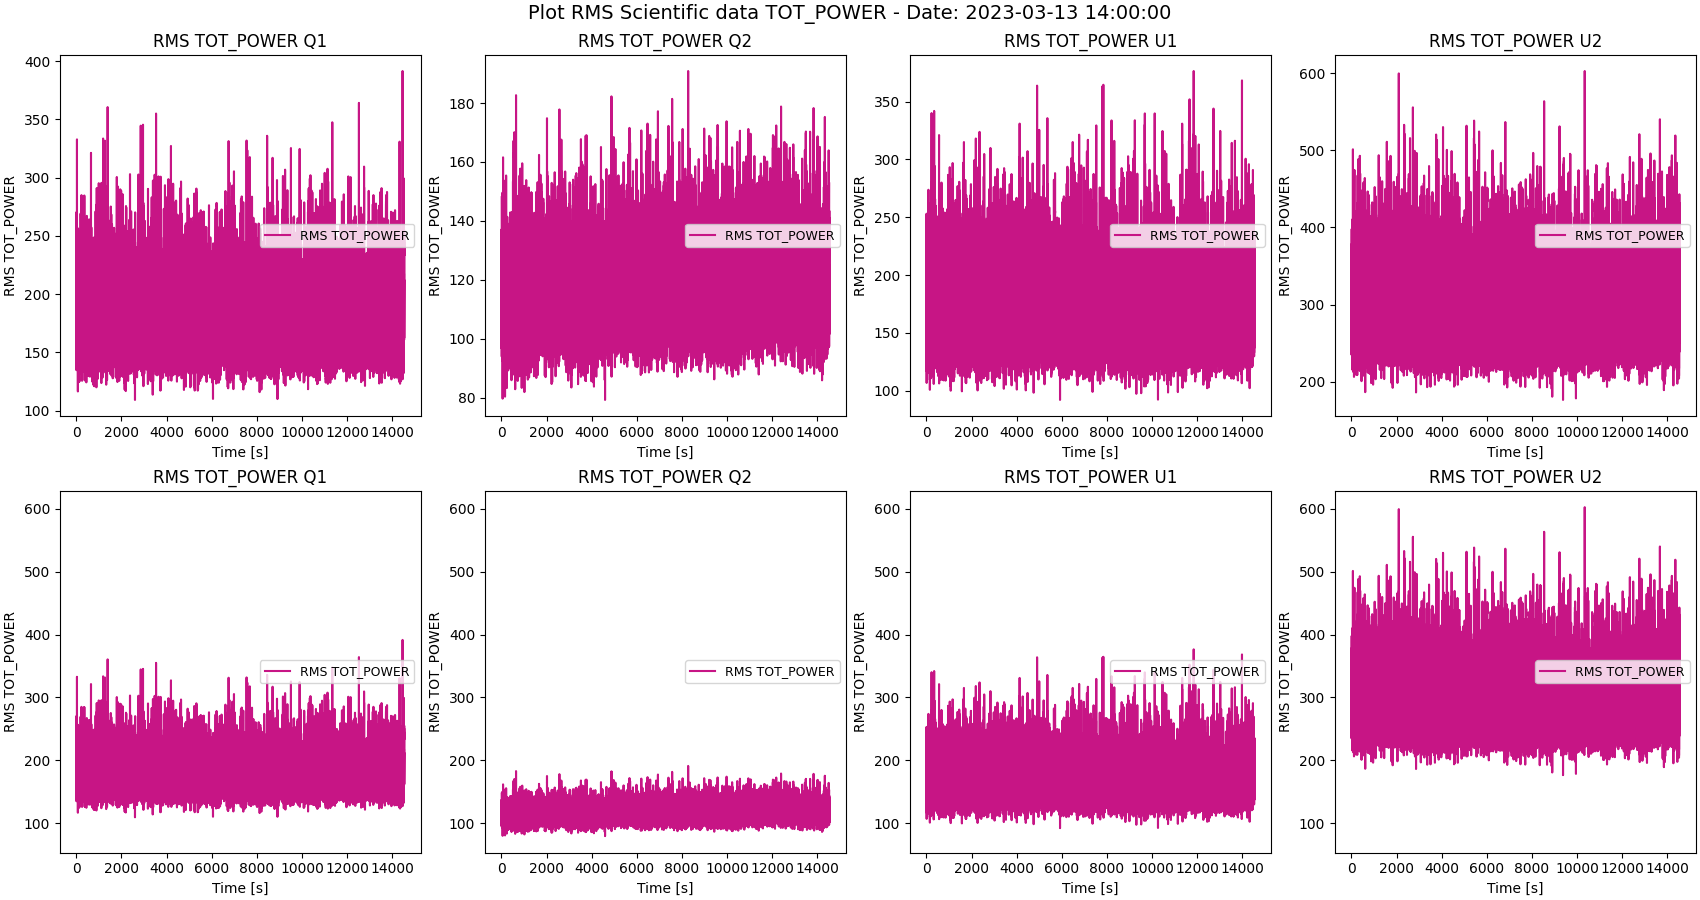 Plot RMS Scientific data TOT_POWER - Date: 2023-03-13 14:00:00
RMS TOT_POWER Q1
RMS TOT_POWER
400
350
300
250
200
150
100
RMS TOT_POWER
0 2000 4000 6000 8000 10000 12000 14000
Time [s]
RMS TOT_POWER Q2
RMS TOT_POWER
180
160
140
120
100
80
RMS TOT_POWER
0 2000 4000 6000 8000 10000 12000 14000
Time [s]
RMS TOT_POWER U1
RMS TOT_POWER
350
300
250
200
150
100
RMS TOT_POWER
0 2000 4000 6000 8000 10000 12000 14000
Time [s]
RMS TOT_POWER U2
RMS TOT_POWER
600
500
400
300
200
RMS TOT_POWER
0 2000 4000 6000 8000 10000 12000 14000
Time [s]
RMS TOT_POWER Q1
RMS TOT_POWER
600
500
400
300
200
100
RMS TOT_POWER
0 2000 4000 6000 8000 10000 12000 14000
Time [s]
RMS TOT_POWER Q2
RMS TOT_POWER
600
500
400
300
200
100
RMS TOT_POWER
0 2000 4000 6000 8000 10000 12000 14000
Time [s]
RMS TOT_POWER U1
RMS TOT_POWER
600
500
400
300
200
100
RMS TOT_POWER
0 2000 4000 6000 8000 10000 12000 14000
Time [s]
RMS TOT_POWER U2
RMS TOT_POWER
600
500
400
300
200
100
RMS TOT_POWER
0 2000 4000 6000 8000 10000 12000 14000
Time [s]